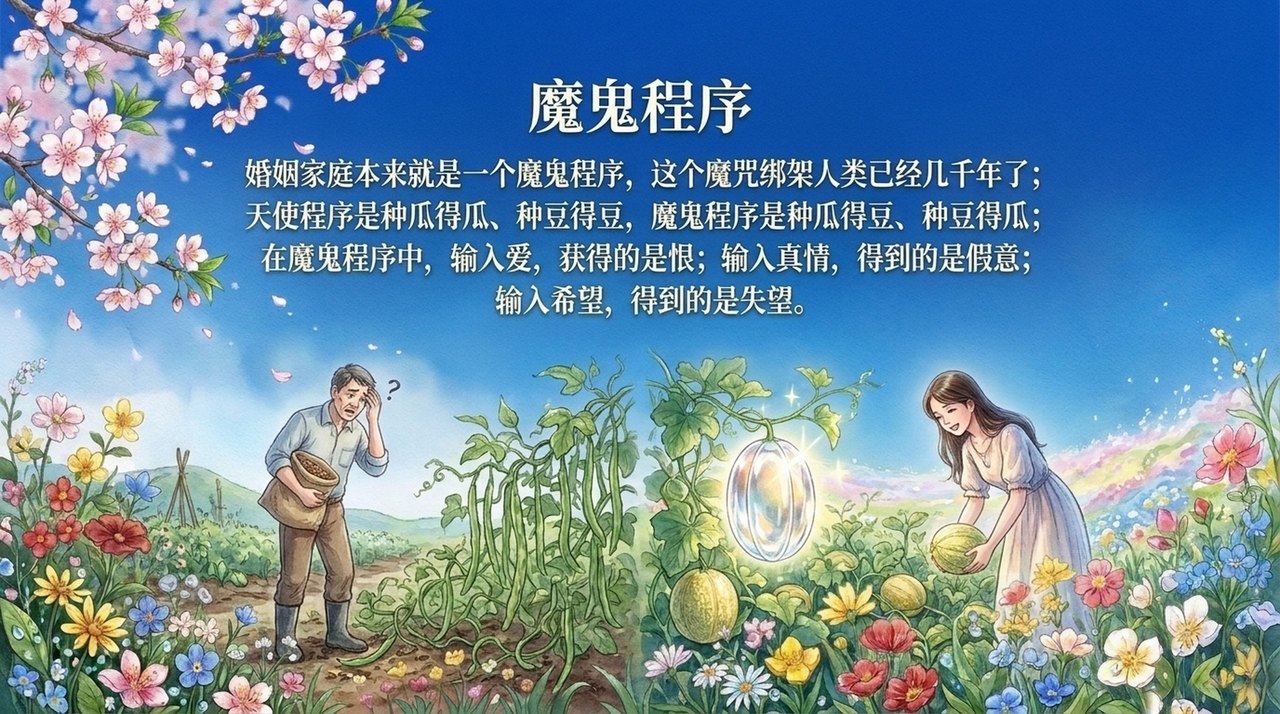 魔鬼程序
婚姻家庭本来就是一个魔鬼程序，这个魔咒绑架人类已经几千年了；
天使程序是种瓜得瓜、种豆得豆，魔鬼程序是种瓜得豆、种豆得瓜；
在魔鬼程序中，输入爱，获得的是恨；输入真情，得到的是假意；
输入希望，得到的是失望。
?